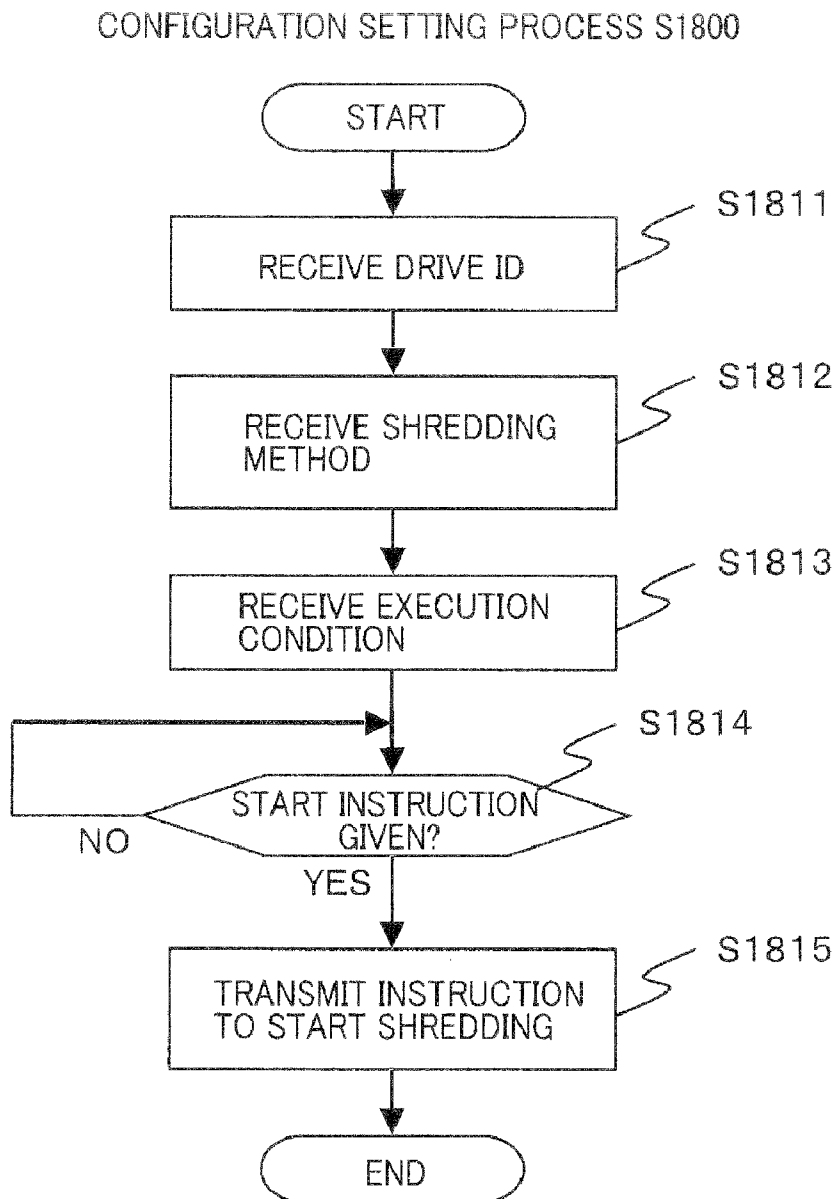 CONFIGURATION SETTING PROCESS S1800
START
S1811
RECEIVE DRIVE ID
S1812
RECEIVE SHREDDING
METHOD
S1813
RECEIVE EXECUTION
CONDITION
S1814
START INSTRUCTION
GIVEN?
NO
YES
S1815
TRANSMIT INSTRUCTION
TO START SHREDDING
END